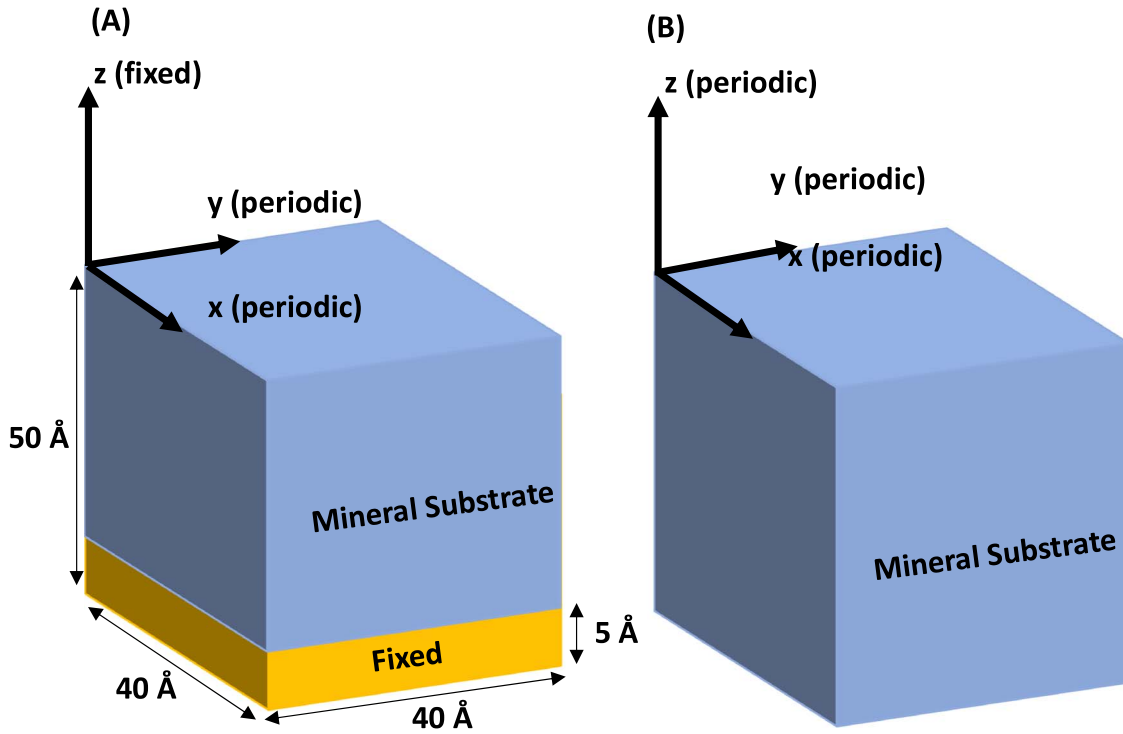 (A)
z (fixed)
y (periodic)
x (periodic)
50 Å
Mineral Substrate
Fixed
5 Å
40 Å
40 Å
(B)
z (periodic)
y (periodic)
x (periodic)
Mineral Substrate